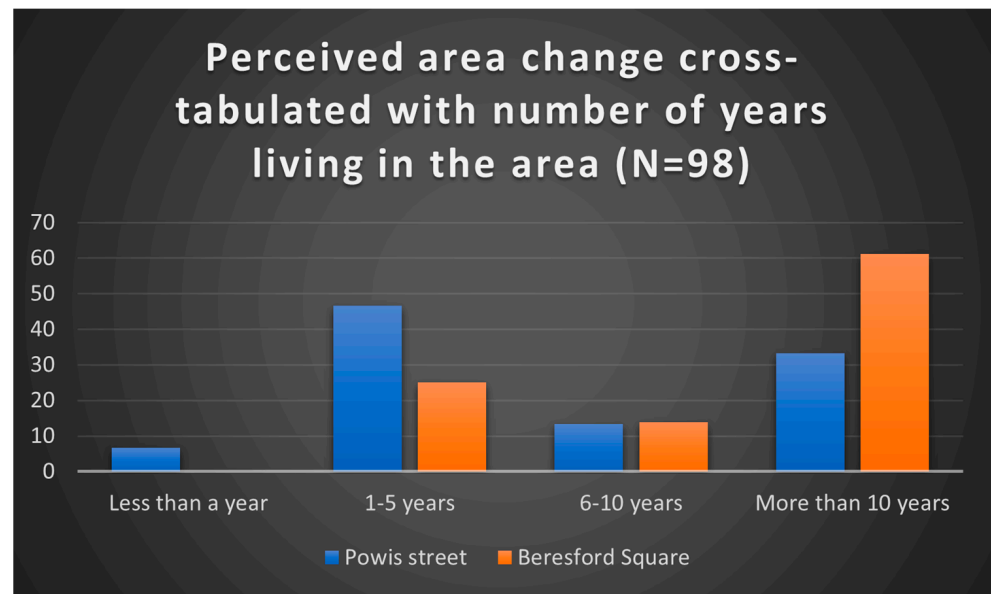 Perceived area change cross-
tabulated with number of years
living in the area (N=98)
70
60
50
40
30
20
10
0
Less than a year
1-5 years
6-10 years
More than 10 years
Powis street
Beresford Square